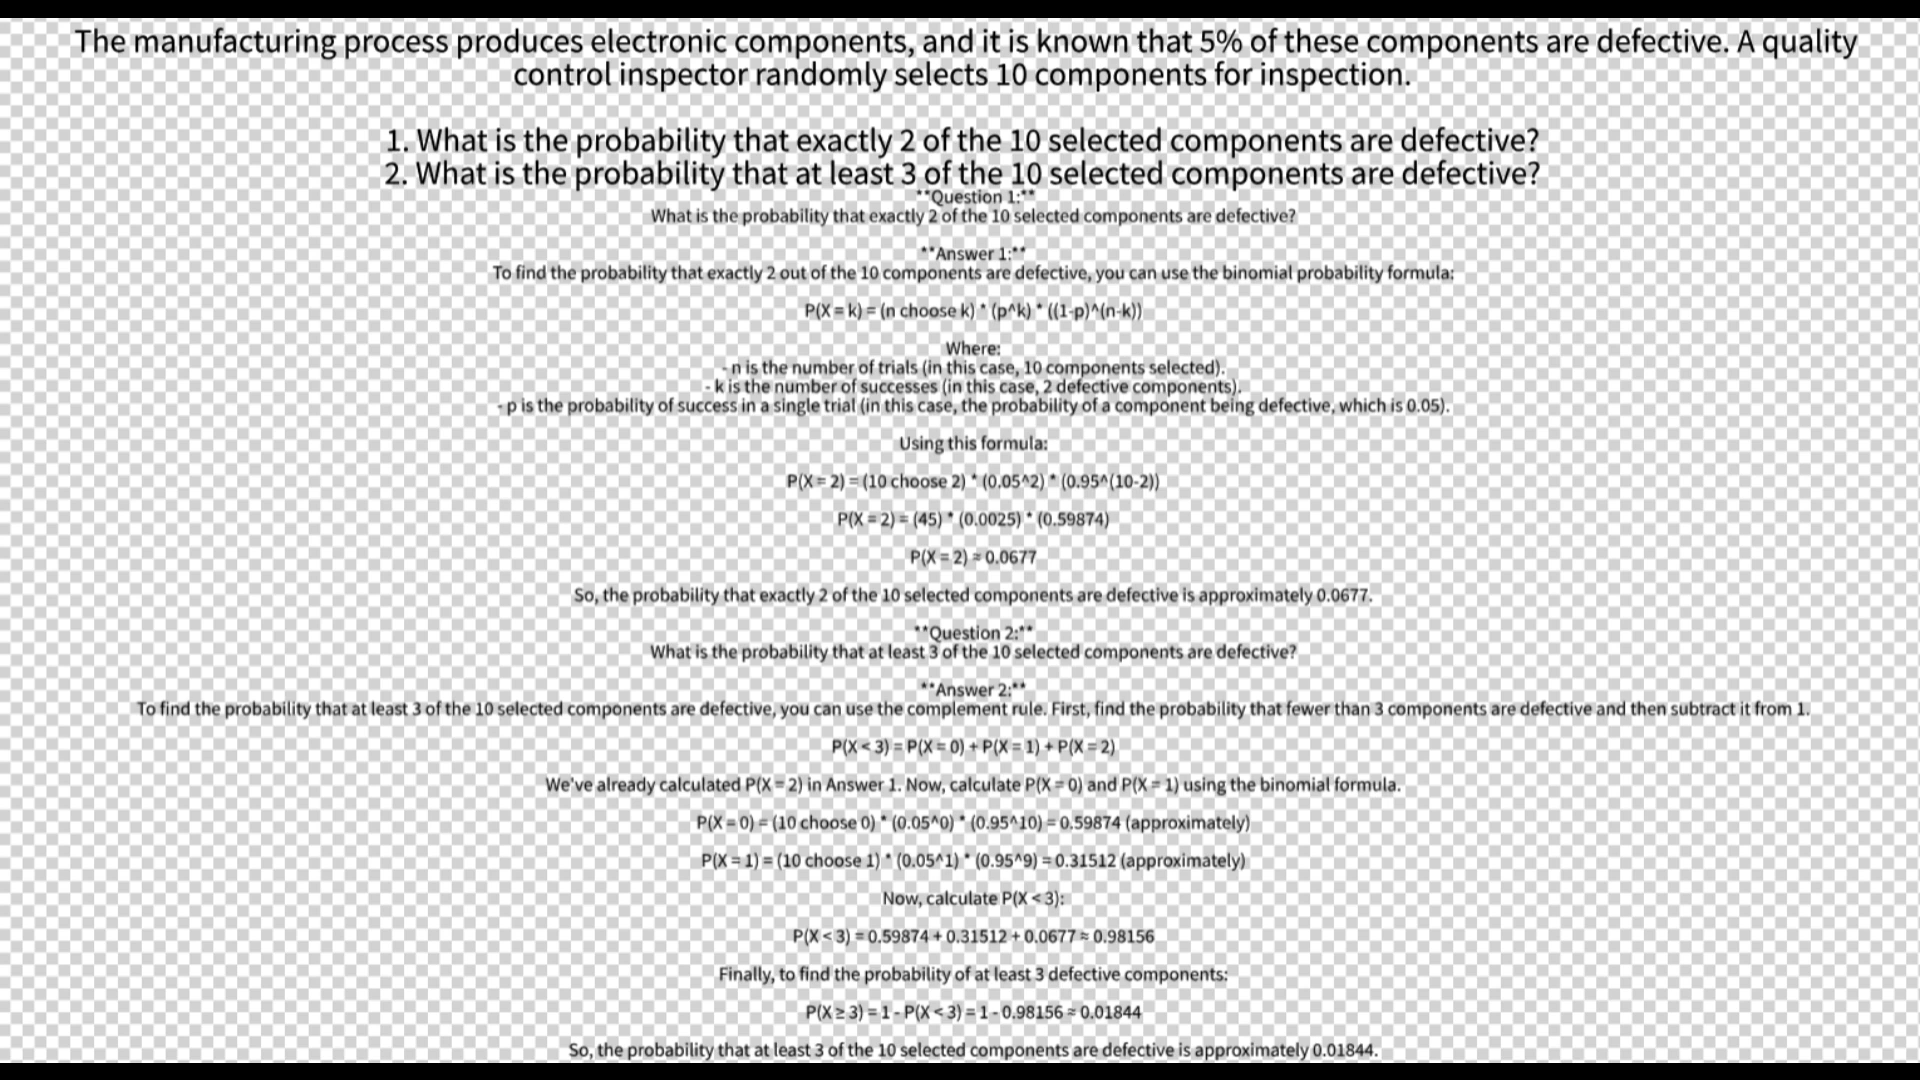 The manufacturing process produces electronic components, and it is known that 5% of these components are defective. A quality
control inspector randomly selects 10 components for inspection.
1. What is the probability that exactly 2 of the 10 selected components are defective?
2. What is the probability that at least 3 of the 10 selected components are defective?
**Question 1:**
What is the probability that exactly 2 of the 10 selected components are defective?
**Answer 1:**
To find the probability that exactly 2 out of the 10 components are defective, you can use the binomial probability formula:
P(X = k) = (n choose k) * (p^k) * ((1-p)^(n-k))
Where:
- n is the number of trials (in this case, 10 components selected).
- k is the number of successes (in this case, 2 defective components).
- p is the probability of success in a single trial (in this case, the probability of a component being defective, which is 0.05).
Using this formula:
P(X = 2) = (10 choose 2) * (0.05^2) * (0.95^(10-2))
P(X = 2) = (45) * (0.0025) * (0.59874)
P(X = 2) ≈ 0.0677
So, the probability that exactly 2 of the 10 selected components are defective is approximately 0.0677.
**Question 2:**
What is the probability that at least 3 of the 10 selected components are defective?
**Answer 2:**
To find the probability that at least 3 of the 10 selected components are defective, you can use the complement rule. First, find the probability that fewer than 3 components are defective and then subtract it from 1.
P(X < 3) = P(X = 0) + P(X = 1) + P(X = 2)
We've already calculated P(X = 2) in Answer 1. Now, calculate P(X = 0) and P(X = 1) using the binomial formula.
P(X = 0) = (10 choose 0) * (0.05^0) * (0.95^10) = 0.59874 (approximately)
P(X = 1) = (10 choose 1) * (0.05^1) * (0.95^9) = 0.31512 (approximately)
Now, calculate P(X < 3):
P(X < 3) = 0.59874 + 0.31512 + 0.0677 ≈ 0.98156
Finally, to find the probability of at least 3 defective components:
P(X ≥ 3) = 1 - P(X < 3) = 1 - 0.98156 ≈ 0.01844
So, the probability that at least 3 of the 10 selected components are defective is approximately 0.01844.